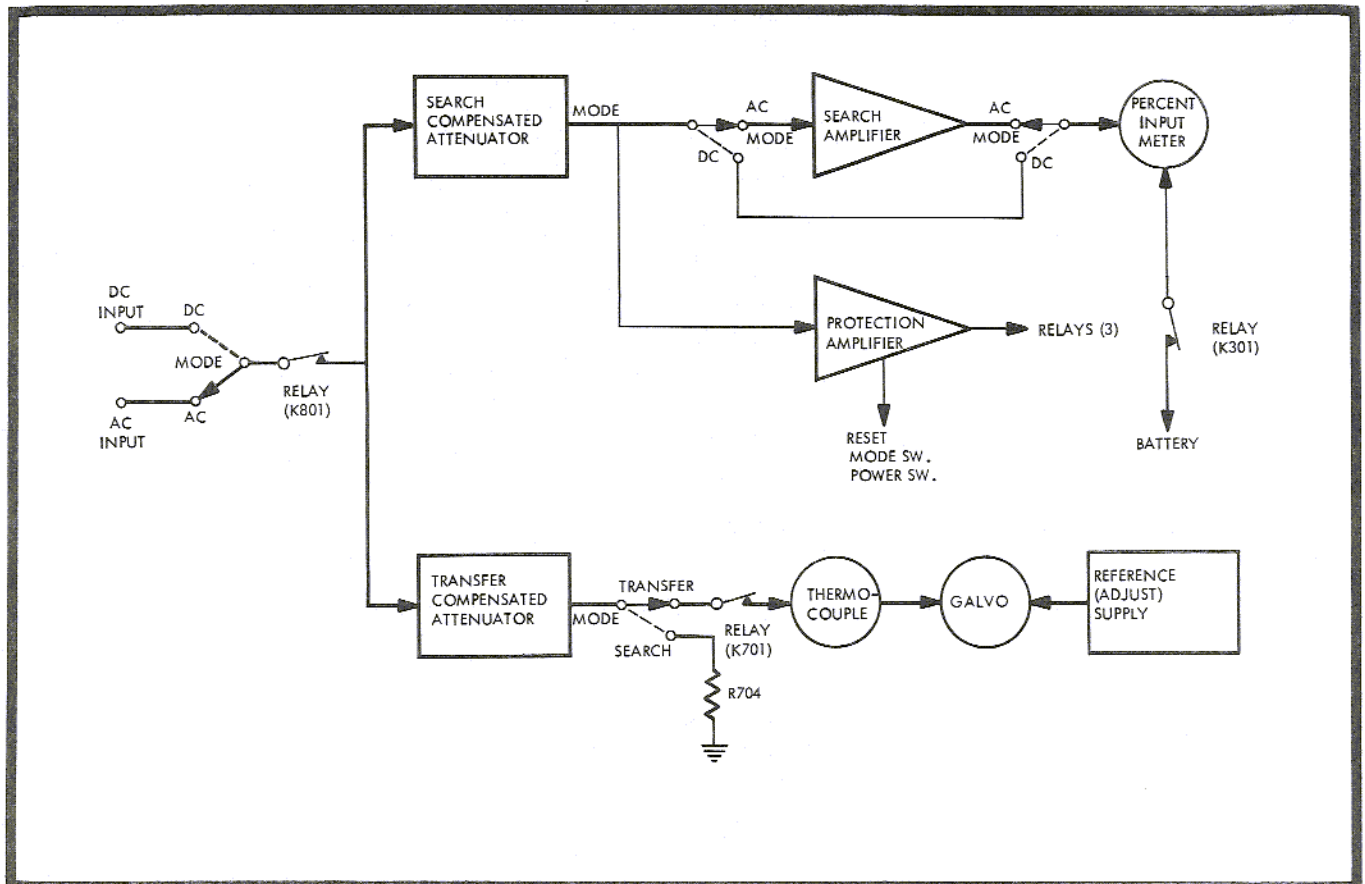 SEARCH
COMPENSATED
ATTENUATOR
MODE
AC
MODE
DC
SEARCH
AMPLIFIER
AC
MODE
DC
PERCENT
INPUT
METER
DC
INPUT
DC
MODE
AC
INPUT
AC
RELAY
(K801)
PROTECTION
AMPLIFIER
RELAYS (3)
RESET
MODE SW.
POWER SW.
RELAY
(K301)
BATTERY
TRANSFER
COMPENSATED
ATTENUATOR
MODE
TRANSFER
SEARCH
RELAY
(K701)
R704
THERMO-
COUPLE
GALVO
REFERENCE
(ADJUST)
SUPPLY